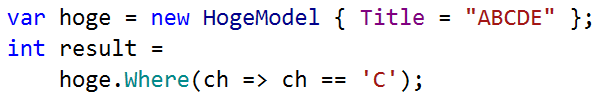 var hoge = new HogeModel { Title = "ABCDE" };
int result =
    hoge.Where(ch => ch == 'C');